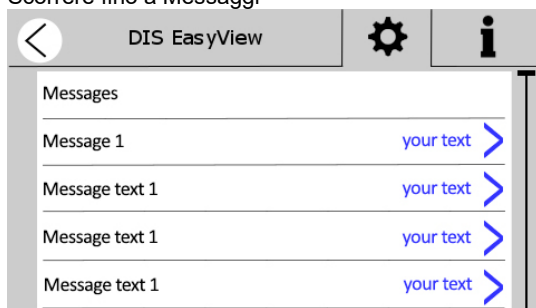 Scorrere fino a Messaggi
DIS EasyView
Messages
Message 1 your text
Message text 1 your text
Message text 1 your text
Message text 1 your text